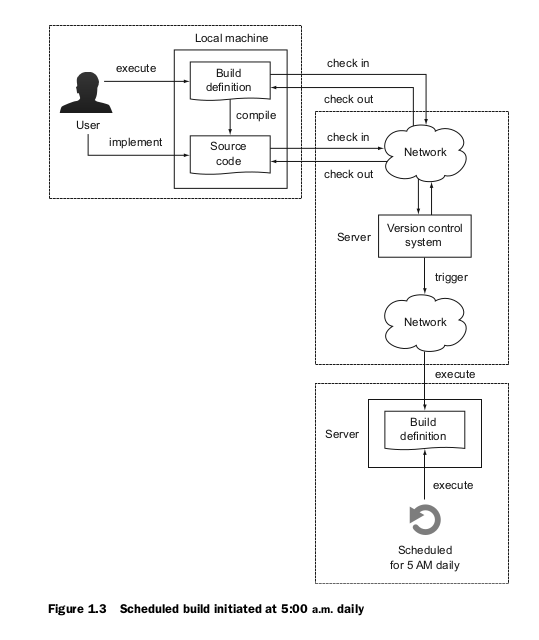 Local machine
execute
Build
definition
check in
check out
User
compile
implement
Source
code
check in
check out
Network
Server
Version control
system
trigger
Network
execute
Server
Build
definition
execute
Scheduled
for 5 AM daily
Figure 1.3 Scheduled build initiated at 5:00 a.m. daily